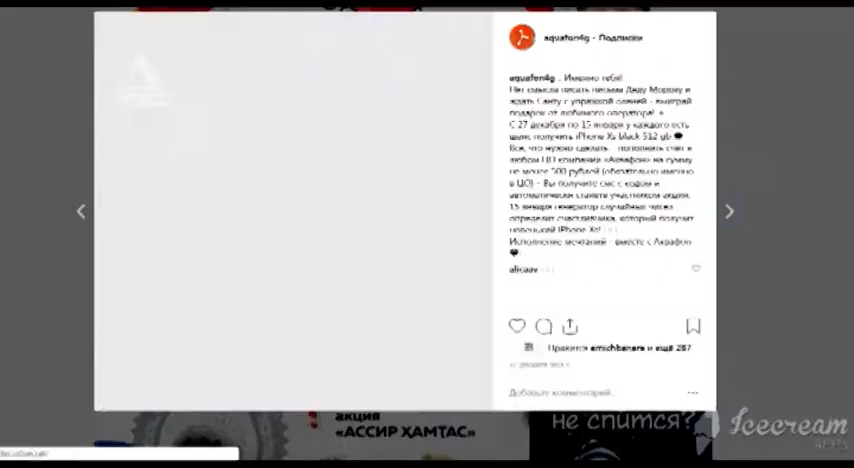 aquafon4g • Подписки
aquafon4g Именно тебя!
Нет смысла писать письма Деду Морозу и
ждать Санту с упряжкой оленей - выиграй
подарок от любимого оператора!
С 27 декабря по 15 января у каждого есть
шанс получить iPhone Xs black 512 gb
Все, что нужно сделать - пополнить счет в
любом ЦО компании «Аквафон» на сумму
не менее 500 рублей (обязательно именно
в ЦО) – Вы получите смс с кодом и
автоматически станете участником акции.
15 января генератор случайных чисел
определит счастливчика, который получит
новенький iPhone Xs!
Исполнение мечтаний - вместе с Аквафон
Нравится amichbanara и ещё 287
Добавьте комментарий...
акция
«АССИР ХАМТАС»
не спится?
Icecream